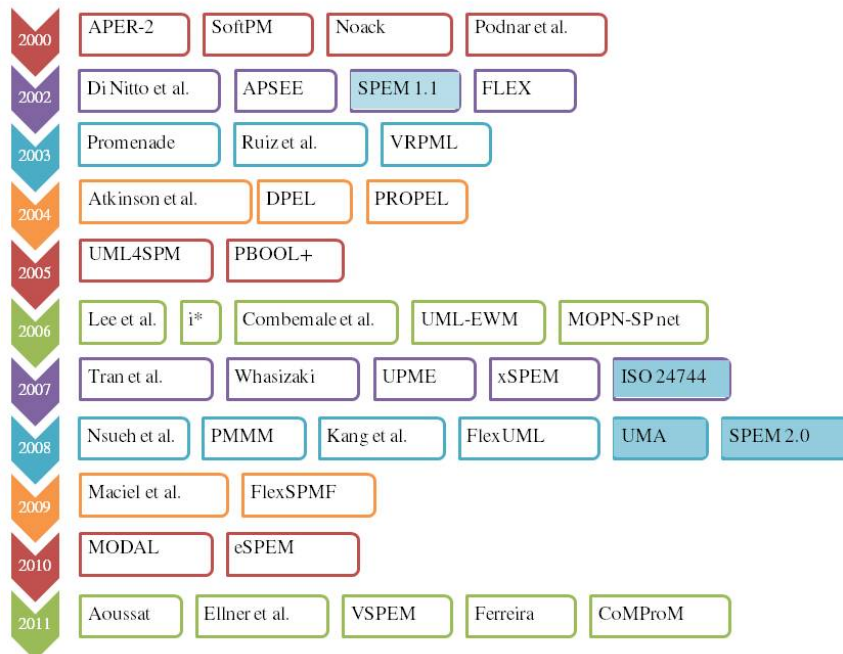 2000 APER-2 SoftPM Noack Podnar et al.
2002 Di Nitto et al. APSEE SPEM 1.1 FLEX
2003 Promenade Ruiz et al. VRPML
2004 Atkinson et al. DPEL PROPEL
2005 UML4SPM PBOOL+
2006 Lee et al. i* Combemale et al. UML-EWM MOPN-SP net
2007 Tran et al. Whasizaki UPME xSPEM ISO 24744
2008 Nsueh et al. PMMM Kang et al. FlexUML UMA SPEM 2.0
2009 Maciel et al. FlexSPMF
2010 MODAL eSPEM
2011 Aoussat Ellner et al. VSPEM Ferreira CoMProM